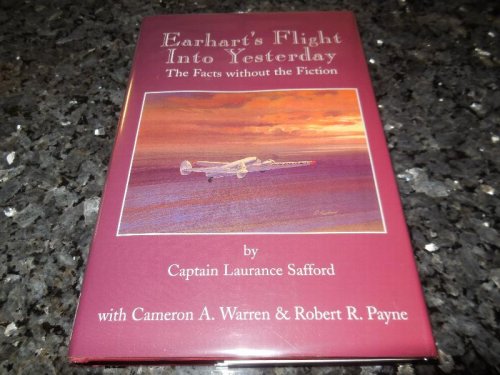 Earhart's Flight
Into Yesterday
The Facts without the Fiction
by
Captain Laurance Safford
with Cameron A. Warren & Robert R. Payne